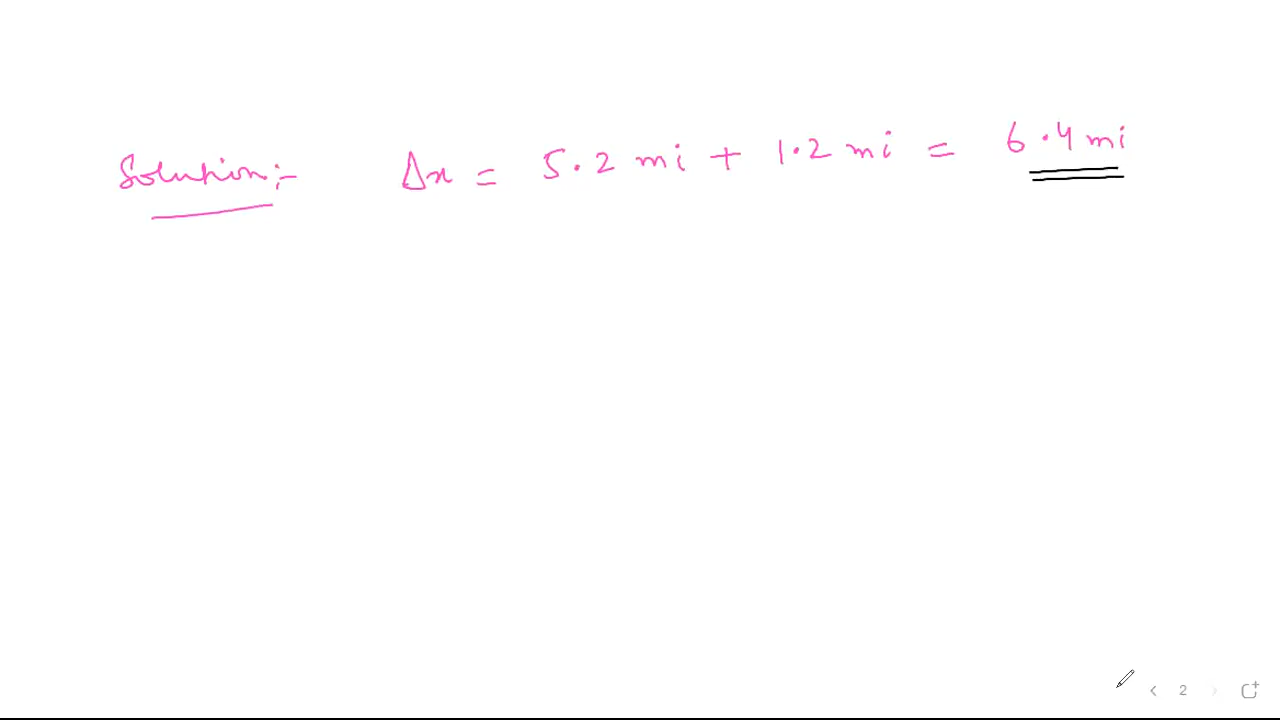 Solution:- Δx = 5.2 mi + 1.2 mi = 6.4 mi
2